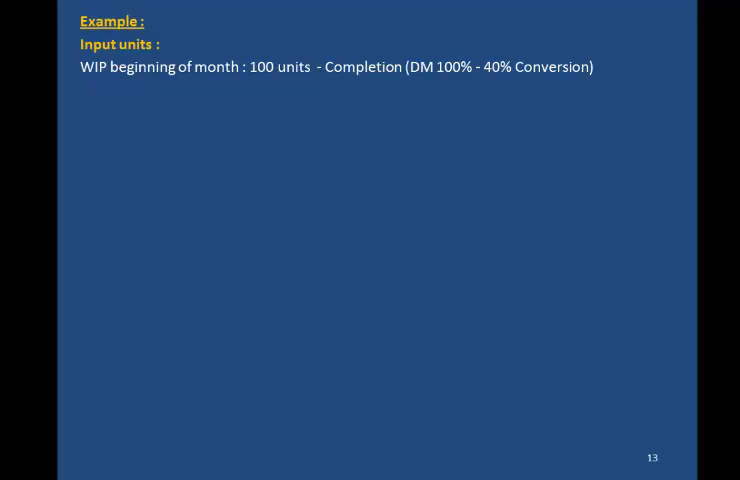 Example :
Input units :
WIP beginning of month : 100 units - Completion (DM 100% - 40% Conversion)
13